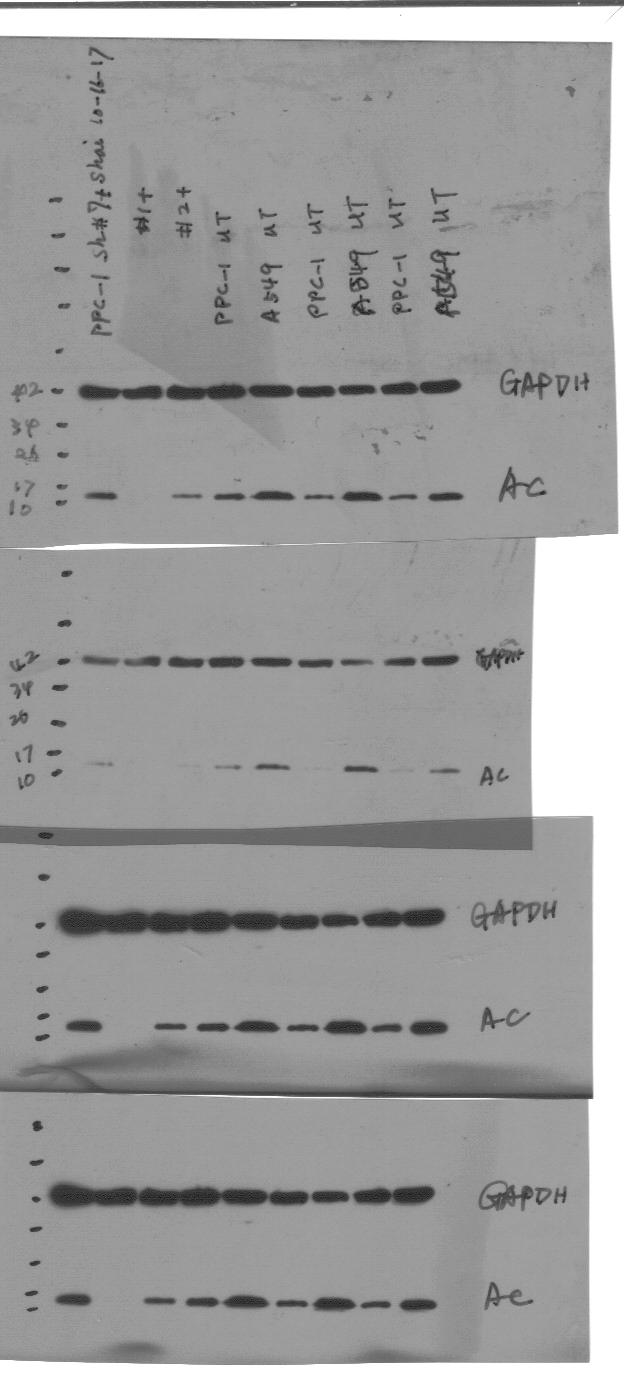 PPC-1 sh#7+
10-16-17
#1+
#2+
PPC-1 UT
A549 UT
PPC-1 UT
A549 UT
PPC-1 UT
A549 UT
42
GAPDH
34
26
17
AC
10
42
GAPDH
34
26
17
10
AC
GAPDH
AC
GAPDH
AC